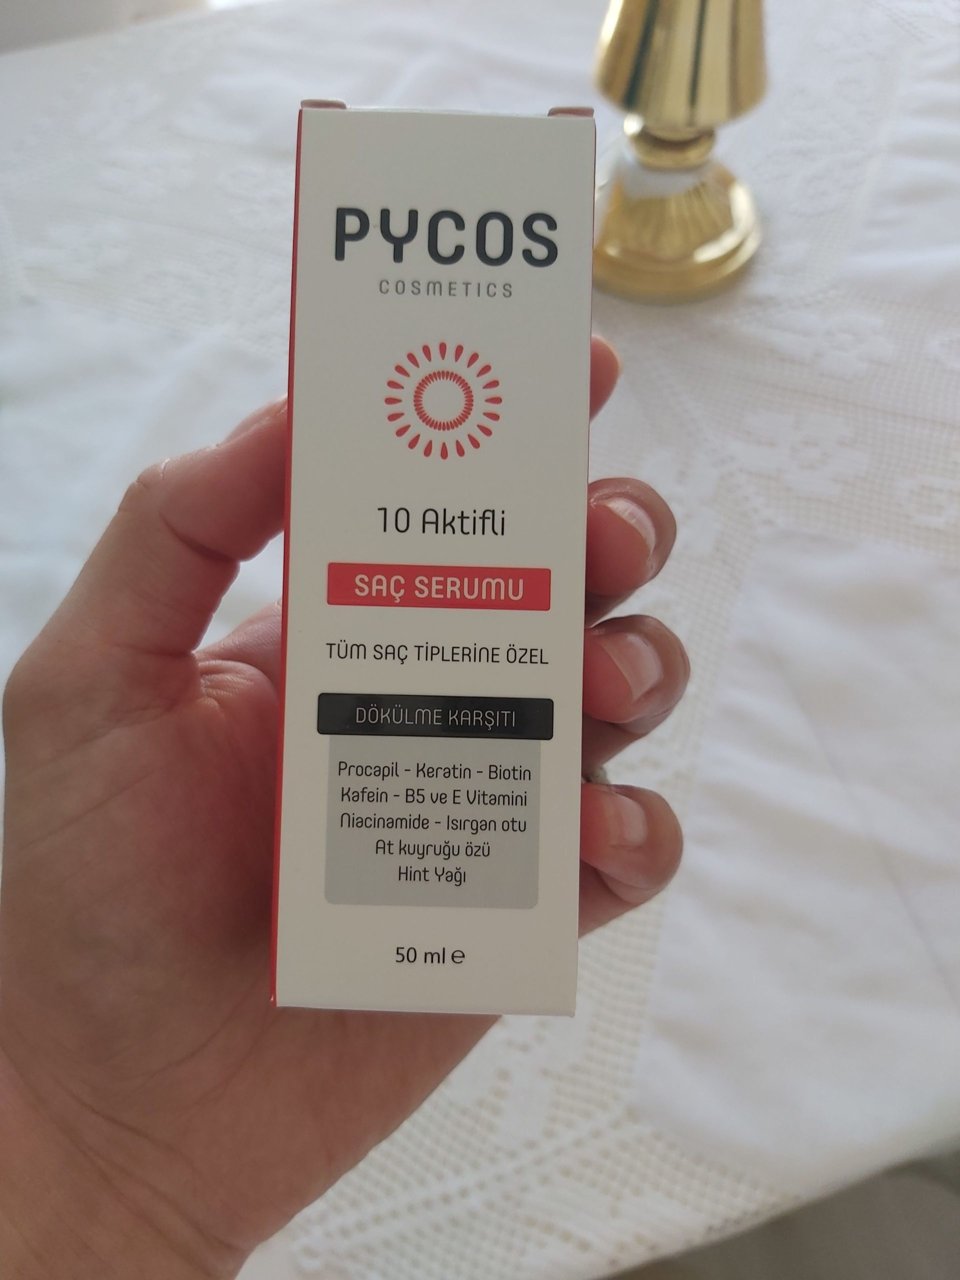 PYCOS
COSMETICS
10 Aktifli
SAÇ SERUMU
TÜM SAÇ TİPLERİNE ÖZEL
DÖKÜLME KARŞITI
Procapil - Keratin - Biotin
Kafein - B5 ve E Vitamini
Niacinamide - Isırgan otu
At kuyruğu özü
Hint Yağı
50 ml ℮